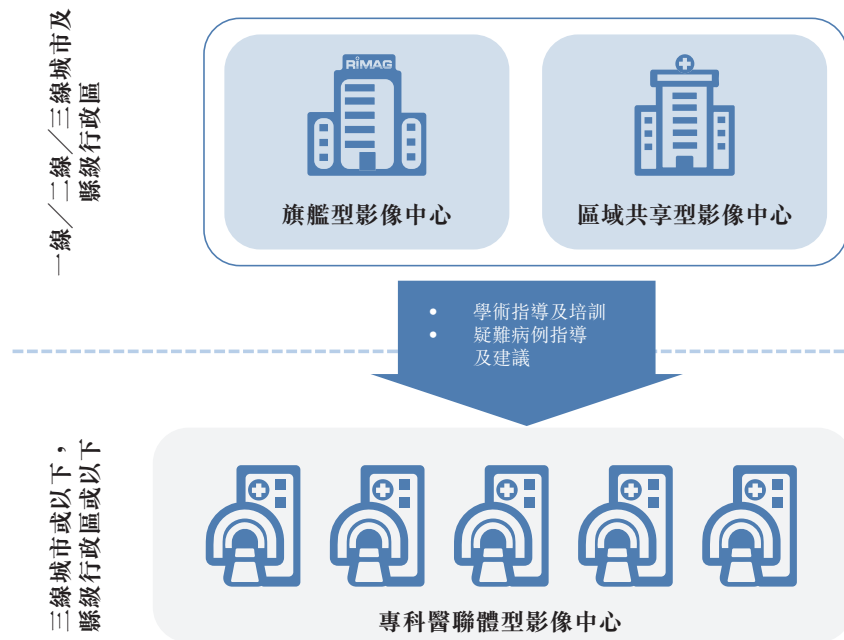 一線／二線／三線城市及
縣級行政區
RIMAG
旗艦型影像中心
區域共享型影像中心
• 學術指導及培訓
• 疑難病例指導
及建議
三線城市或以下，
縣級行政區或以下
專科醫聯體型影像中心